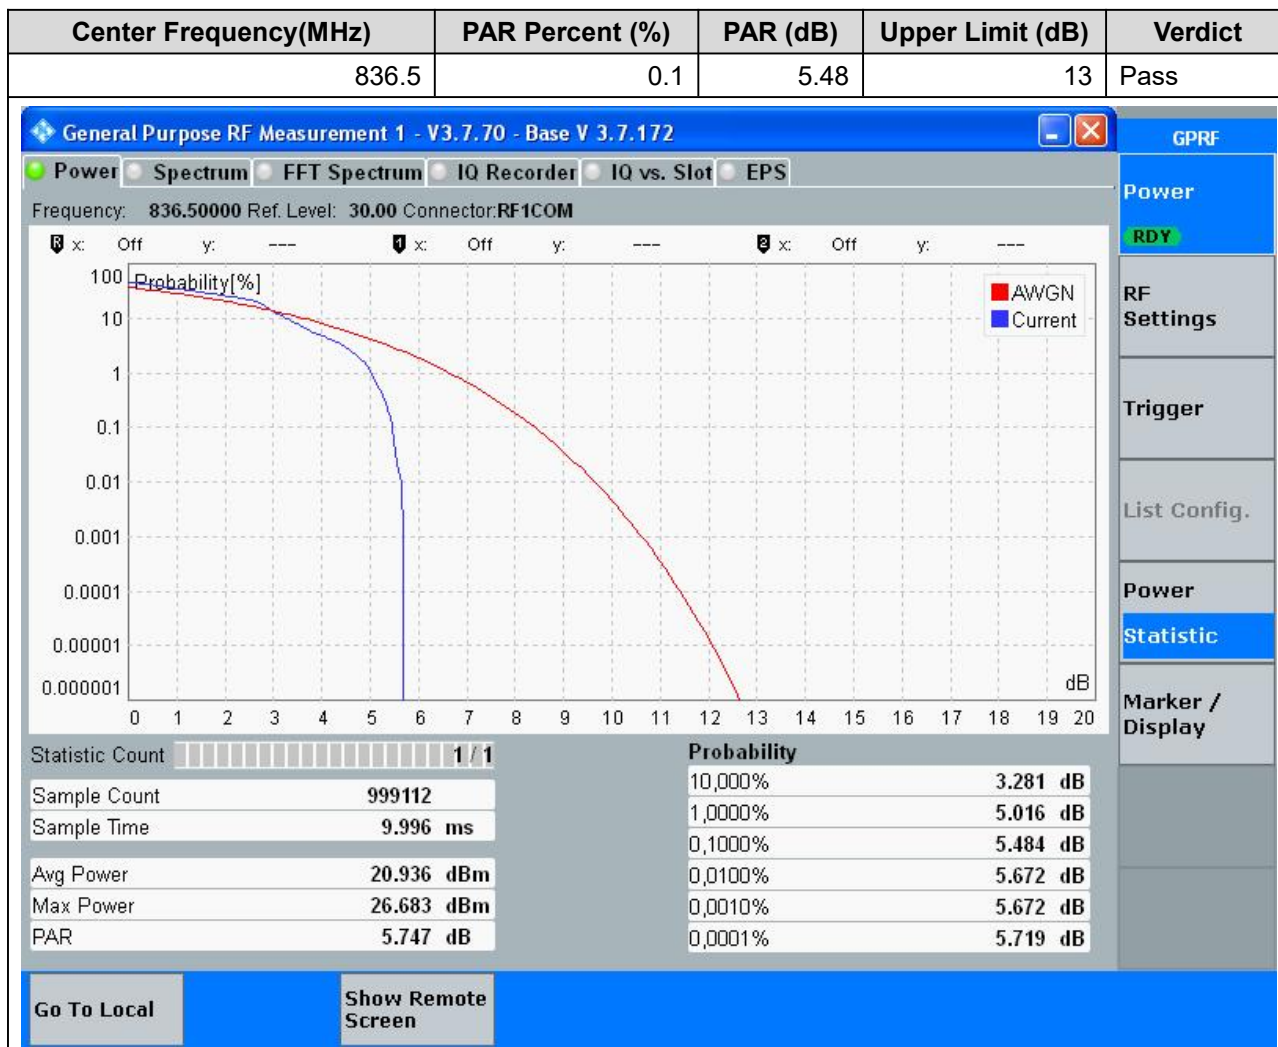 Center Frequency(MHz) PAR Percent (%) PAR (dB) Upper Limit (dB) Verdict
836.5 0.1 5.48 13 Pass
General Purpose RF Measurement 1 - V3.7.70 - Base V 3.7.172
GPRF
Power Spectrum FFT Spectrum IQ Recorder IQ vs. Slot EPS
Power
RDY
Frequency: 836.50000 Ref. Level: 30.00 Connector:RF1COM
R x: Off y: --- 1 x: Off y: --- 2 x: Off y: ---
Probability[%]
AWGN
Current
100
10
1
0.1
0.01
0.001
0.0001
0.00001
0.000001
dB
0 1 2 3 4 5 6 7 8 9 10 11 12 13 14 15 16 17 18 19 20
RF
Settings
Trigger
List Config.
Power
Statistic
Marker /
Display
Statistic Count 1 / 1
Sample Count 999112
Sample Time 9.996 ms
Avg Power 20.936 dBm
Max Power 26.683 dBm
PAR 5.747 dB
Probability
10,000% 3.281 dB
1,0000% 5.016 dB
0,1000% 5.484 dB
0,0100% 5.672 dB
0,0010% 5.672 dB
0,0001% 5.719 dB
Go To Local
Show Remote
Screen